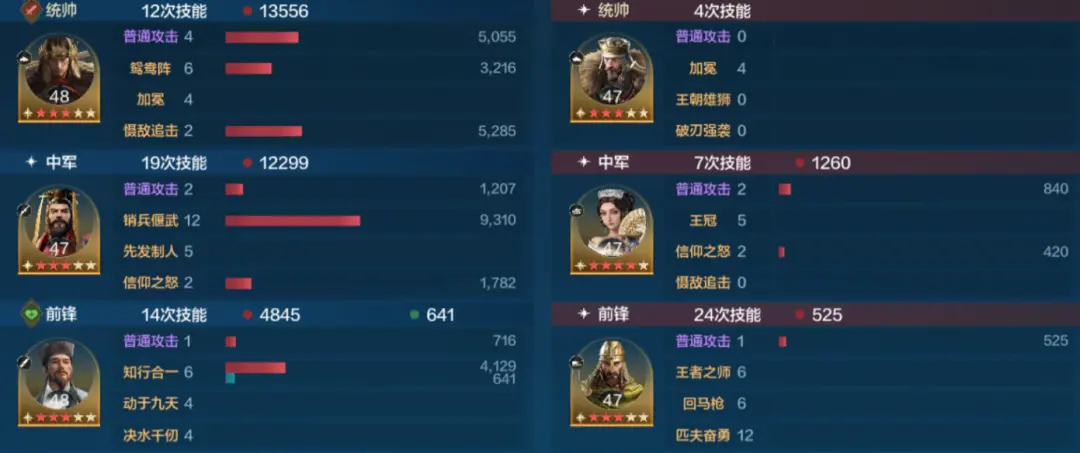 统帅 12次技能 13556
普通攻击 4 5,055
鸳鸯阵 6 3,216
加冕 4
慑敌追击 2 5,285
48
中军 19次技能 12299
普通攻击 2 1,207
销兵偃武 12 9,310
先发制人 5
信仰之怒 2 1,782
47
前锋 14次技能 4845 641
普通攻击 1 716
知行合一 6 4,129
641
动于九天 4
决水千仞 4
48
统帅 4次技能
普通攻击 0
加冕 4
王朝雄狮 0
破刃强袭 0
47
中军 7次技能 1260
普通攻击 2 840
王冠 5
信仰之怒 2 420
慑敌追击 0
47
前锋 24次技能 525
普通攻击 1 525
王者之师 6
回马枪 6
匹夫奋勇 12
47